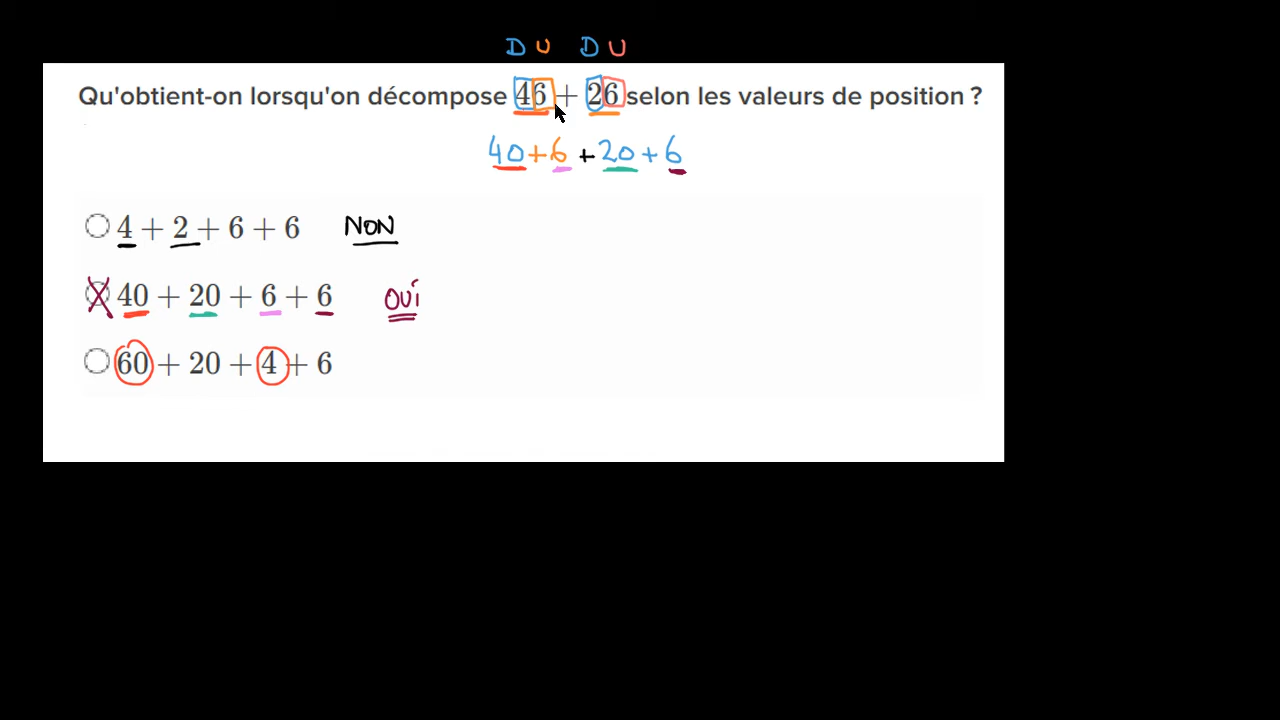 D U D U
Qu'obtient-on lorsqu'on décompose 46 + 26 selon les valeurs de position ?
40 + 6 + 20 + 6
4 + 2 + 6 + 6 NON
40 + 20 + 6 + 6 OUI
60 + 20 + 4 + 6